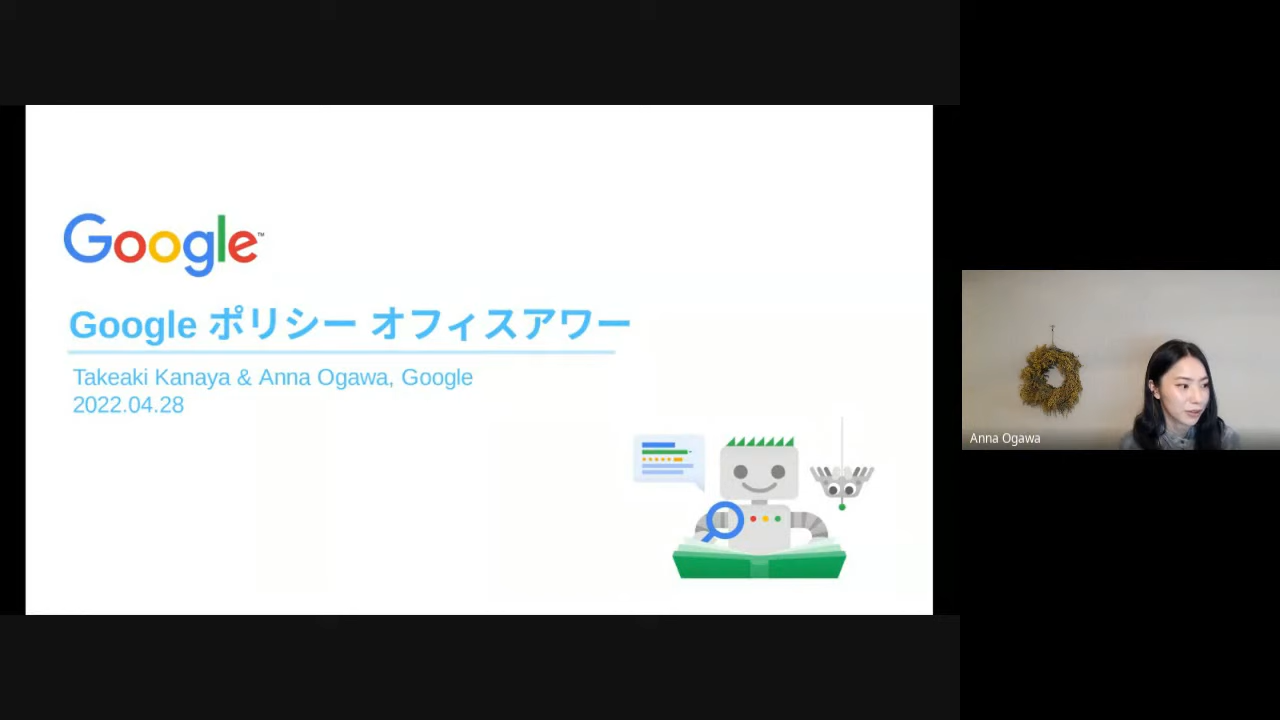 Google™
Google ポリシー オフィスアワー
Takeaki Kanaya & Anna Ogawa, Google
2022.04.28
Anna Ogawa